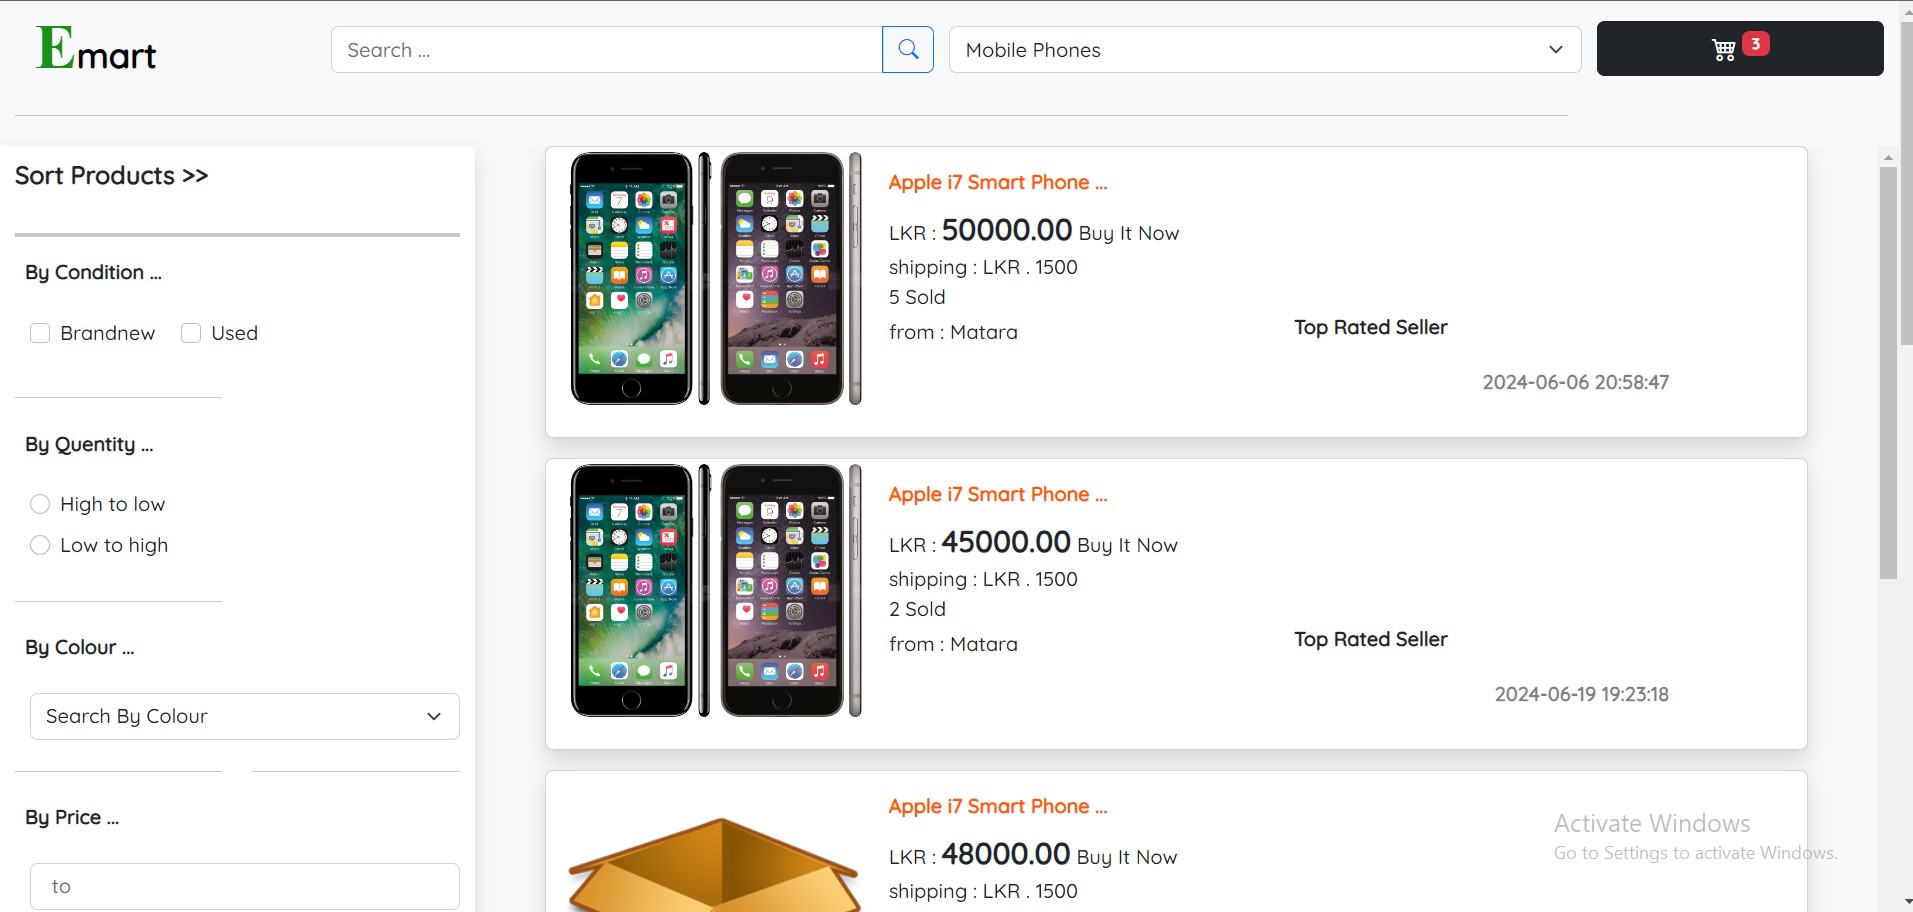 Emart
Search ...
Mobile Phones
3
Sort Products >>
By Condition ...
Brandnew
Used
By Quentity ...
High to low
Low to high
By Colour ...
Search By Colour
By Price ...
to
Apple i7 Smart Phone ...
LKR : 50000.00 Buy It Now
shipping : LKR . 1500
5 Sold
from : Matara
Top Rated Seller
2024-06-06 20:58:47
Apple i7 Smart Phone ...
LKR : 45000.00 Buy It Now
shipping : LKR . 1500
2 Sold
from : Matara
Top Rated Seller
2024-06-19 19:23:18
Apple i7 Smart Phone ...
LKR : 48000.00 Buy It Now
shipping : LKR . 1500
Activate Windows
Go to Settings to activate Windows.